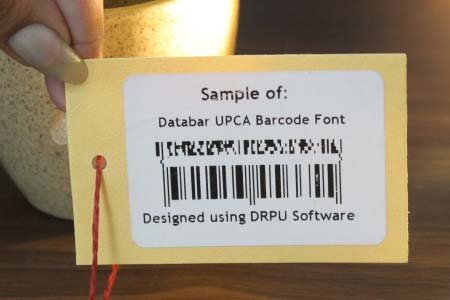 Sample of:
Databar UPCA Barcode Font
Designed using DRPU Software